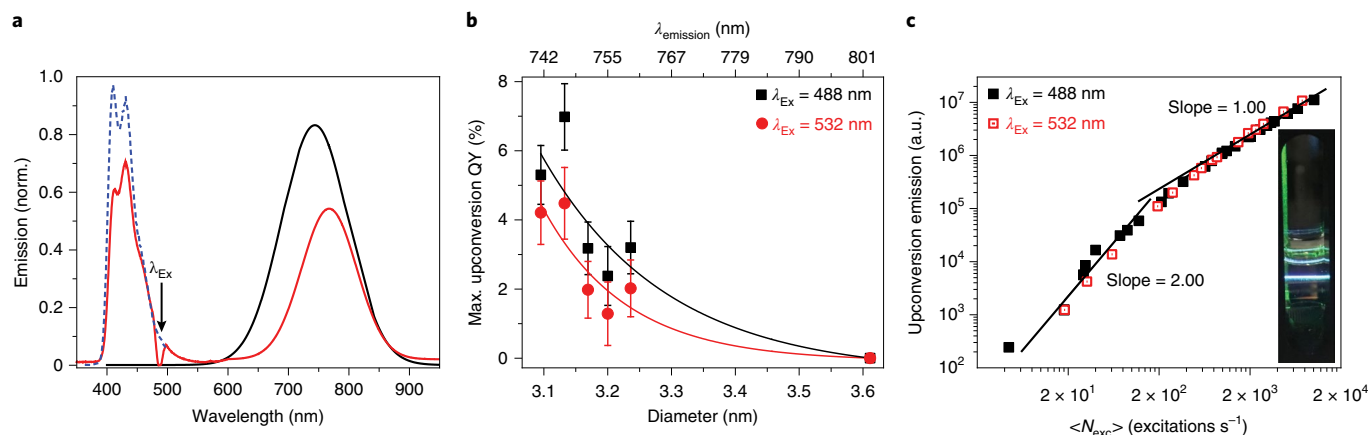 a
Emission (norm.)
1.0
0.8
0.6
0.4
0.2
0
λEx
400 500 600 700 800 900
Wavelength (nm)
b
λemission (nm)
742 755 767 779 790 801
Max. upconversion QY (%)
8
6
4
2
0
λEx = 488 nm
λEx = 532 nm
3.1 3.2 3.3 3.4 3.5 3.6
Diameter (nm)
c
Upconversion emission (a.u.)
10⁷
10⁶
10⁵
10⁴
10³
10²
λEx = 488 nm
λEx = 532 nm
Slope = 1.00
Slope = 2.00
2 × 10¹ 2 × 10² 2 × 10³ 2 × 10⁴
<Nexc> (excitations s⁻¹)